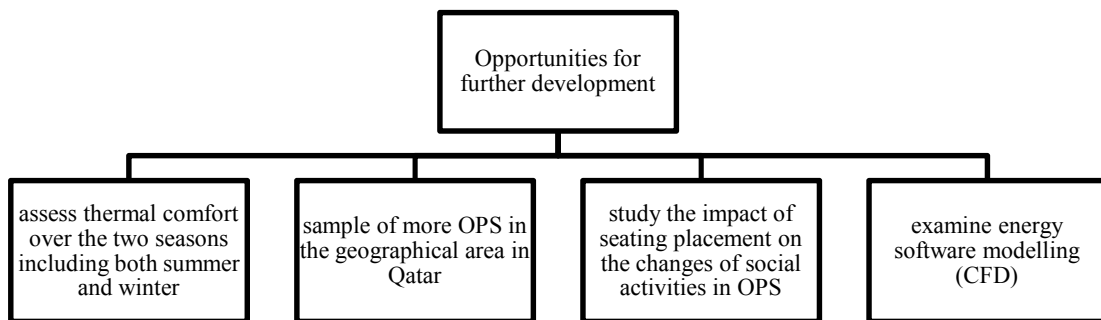 Opportunities for
further development
assess thermal comfort
over the two seasons
including both summer
and winter
sample of more OPS in
the geographical area in
Qatar
study the impact of
seating placement on
the changes of social
activities in OPS
examine energy
software modelling
(CFD)